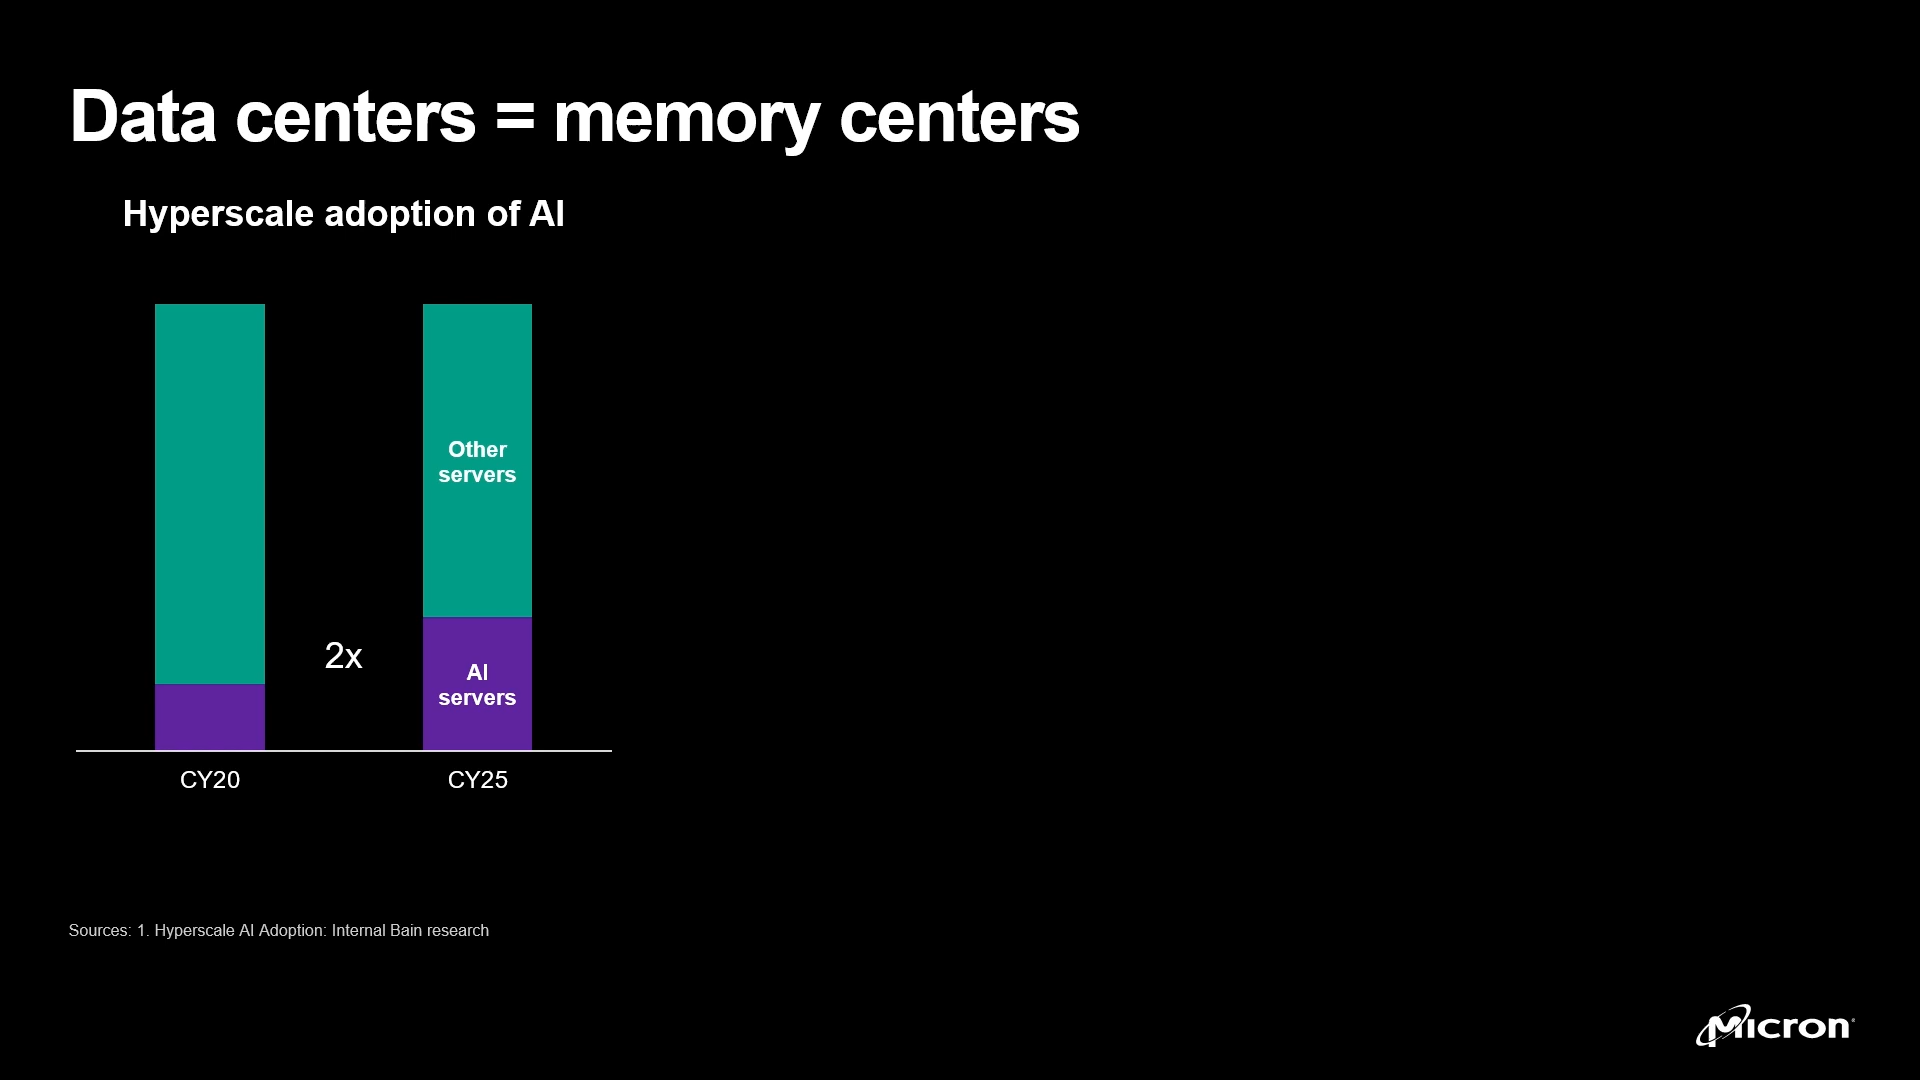 Data centers = memory centers
Hyperscale adoption of AI
Other
servers
2x
AI
servers
CY20
CY25
Sources: 1. Hyperscale AI Adoption: Internal Bain research
Micron